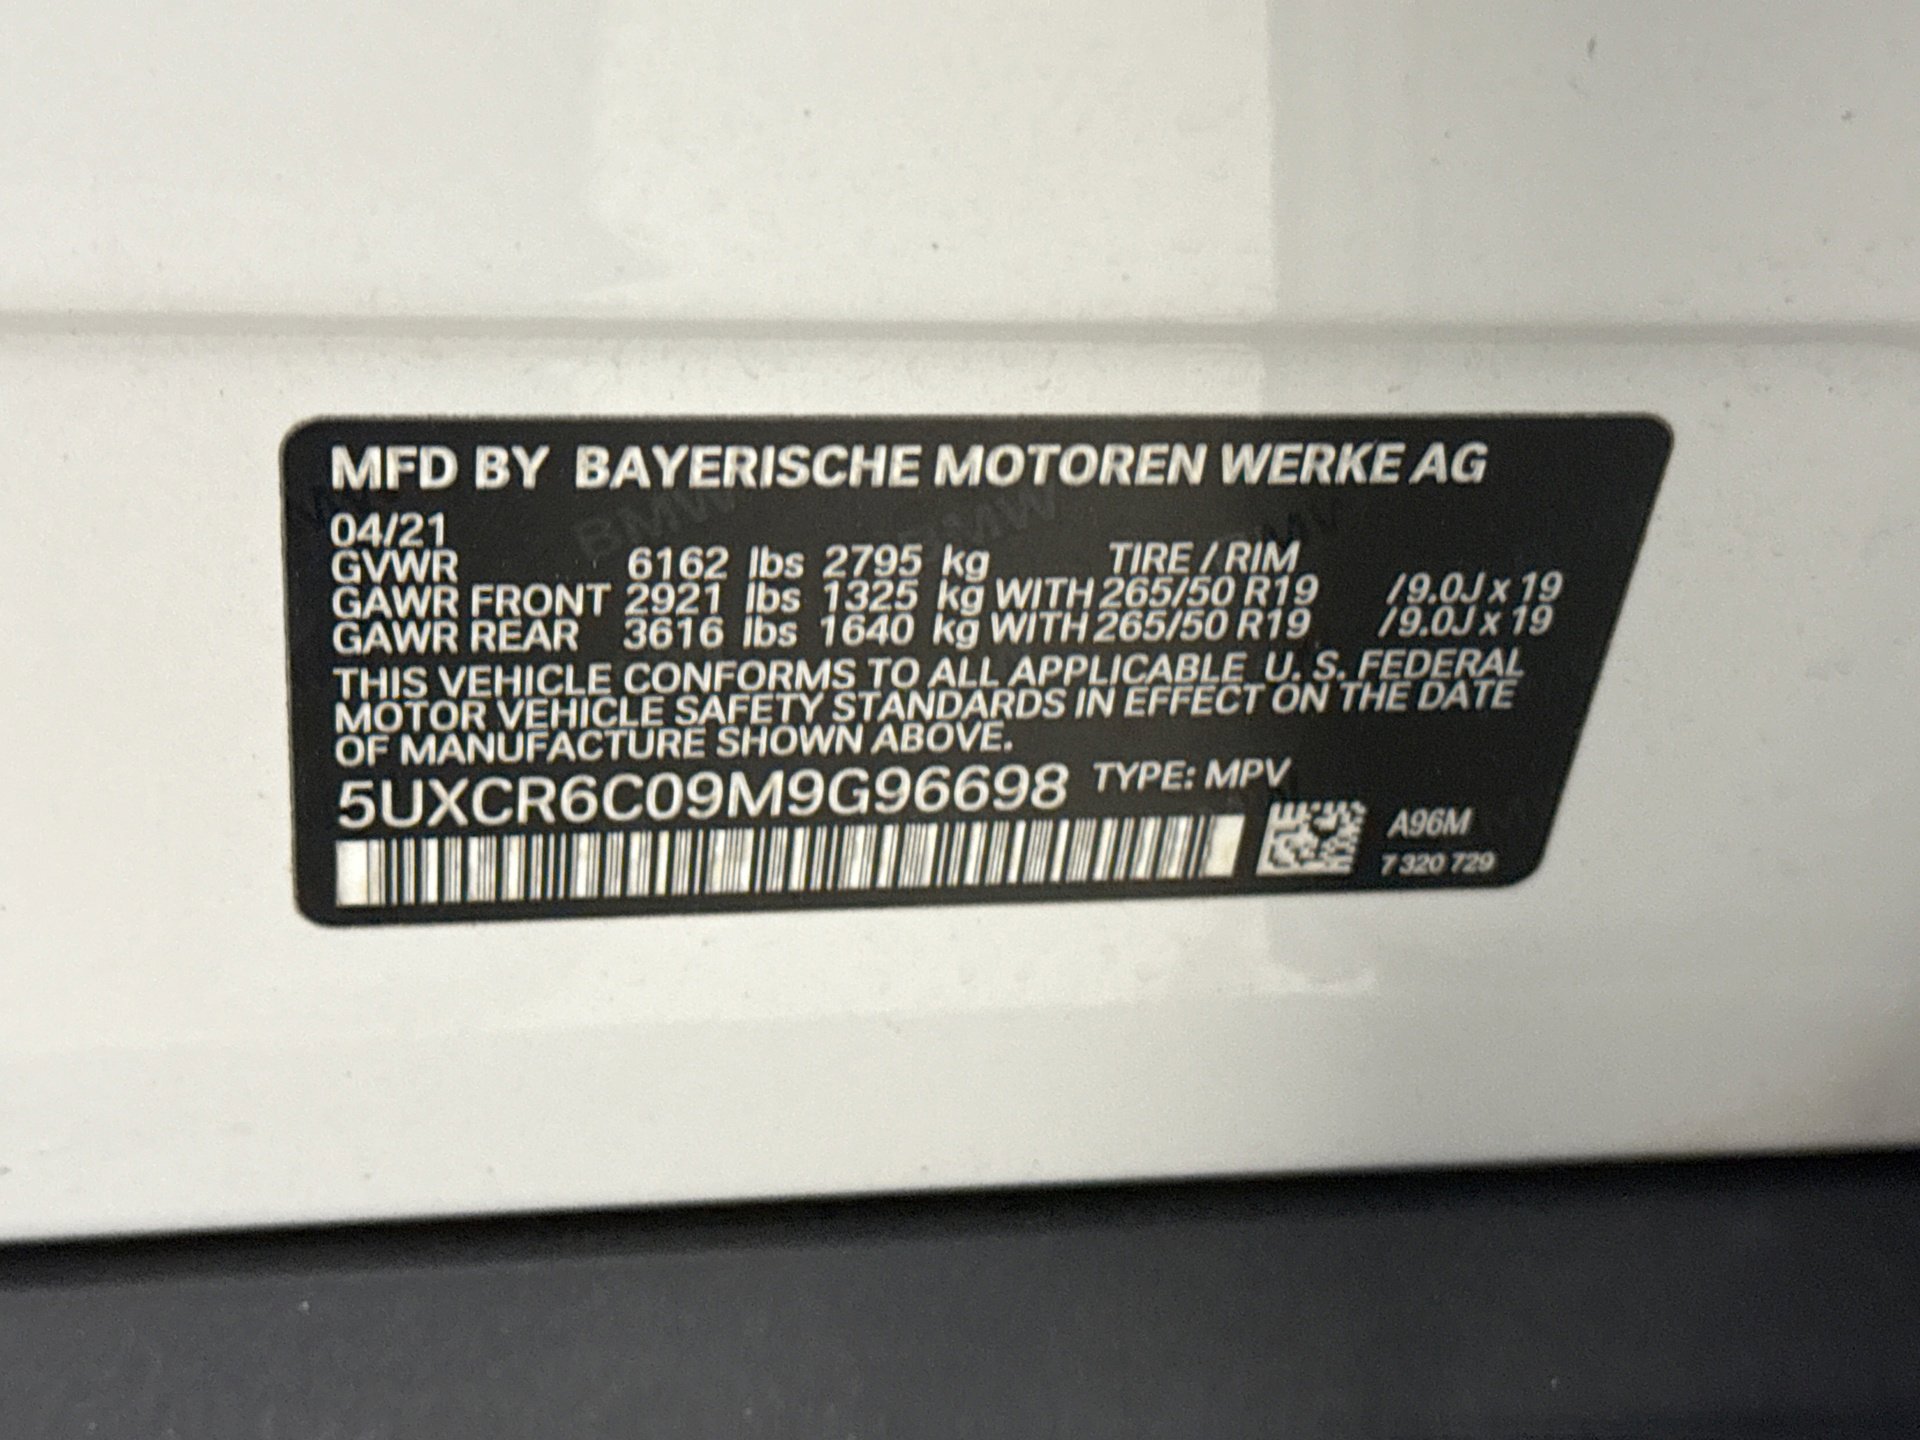 MFD BY BAYERISCHE MOTOREN WERKE AG
04/21
GVWR 6162 lbs 2795 kg TIRE / RIM
GAWR FRONT 2921 lbs 1325 kg WITH 265/50 R19 /9.0J x 19
GAWR REAR 3616 lbs 1640 kg WITH 265/50 R19 /9.0J x 19
THIS VEHICLE CONFORMS TO ALL APPLICABLE U. S. FEDERAL
MOTOR VEHICLE SAFETY STANDARDS IN EFFECT ON THE DATE
OF MANUFACTURE SHOWN ABOVE.
5UXCR6C09M9G96698 TYPE: MPV
A96M
7 320 729